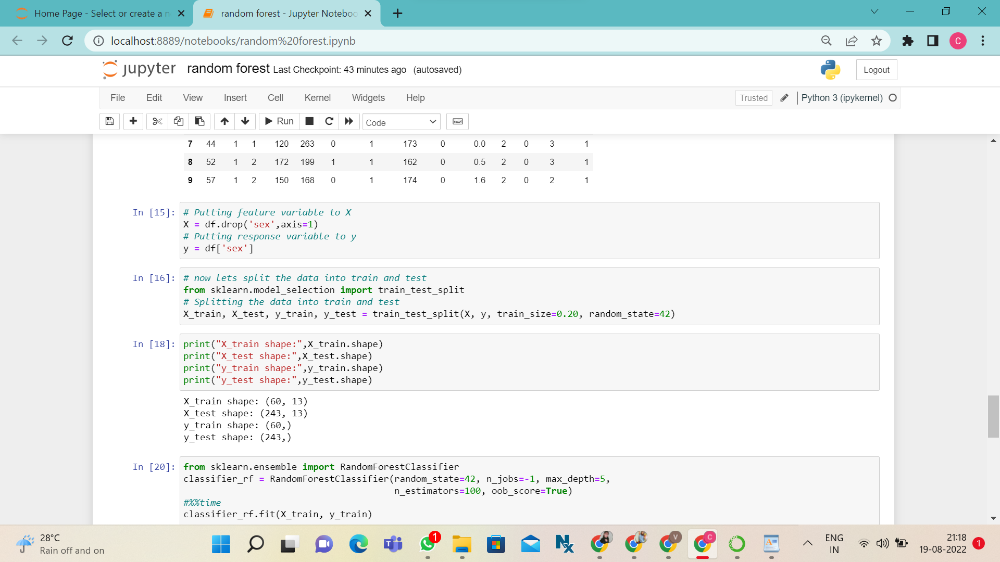 Home Page - Select or create a n
random forest - Jupyter Noteboo
localhost:8889/notebooks/random%20forest.ipynb
C
jupyter random forest Last Checkpoint: 43 minutes ago (autosaved)
Logout
File Edit View Insert Cell Kernel Widgets Help
Trusted Python 3 (ipykernel)
Run Code
7 44 1 1 120 263 0 1 173 0 0.0 2 0 3 1
8 52 1 2 172 199 1 1 162 0 0.5 2 0 3 1
9 57 1 2 150 168 0 1 174 0 1.6 2 0 2 1
In [15]: # Putting feature variable to X
X = df.drop('sex',axis=1)
# Putting response variable to y
y = df['sex']
In [16]: # now lets split the data into train and test
from sklearn.model_selection import train_test_split
# Splitting the data into train and test
X_train, X_test, y_train, y_test = train_test_split(X, y, train_size=0.20, random_state=42)
In [18]: print("X_train shape:",X_train.shape)
print("X_test shape:",X_test.shape)
print("y_train shape:",y_train.shape)
print("y_test shape:",y_test.shape)
X_train shape: (60, 13)
X_test shape: (243, 13)
y_train shape: (60,)
y_test shape: (243,)
In [20]: from sklearn.ensemble import RandomForestClassifier
classifier_rf = RandomForestClassifier(random_state=42, n_jobs=-1, max_depth=5,
n_estimators=100, oob_score=True)
#%%time
classifier_rf.fit(X_train, y_train)
28°C
Rain off and on
1
V
C
ENG
IN
21:18
19-08-2022
1